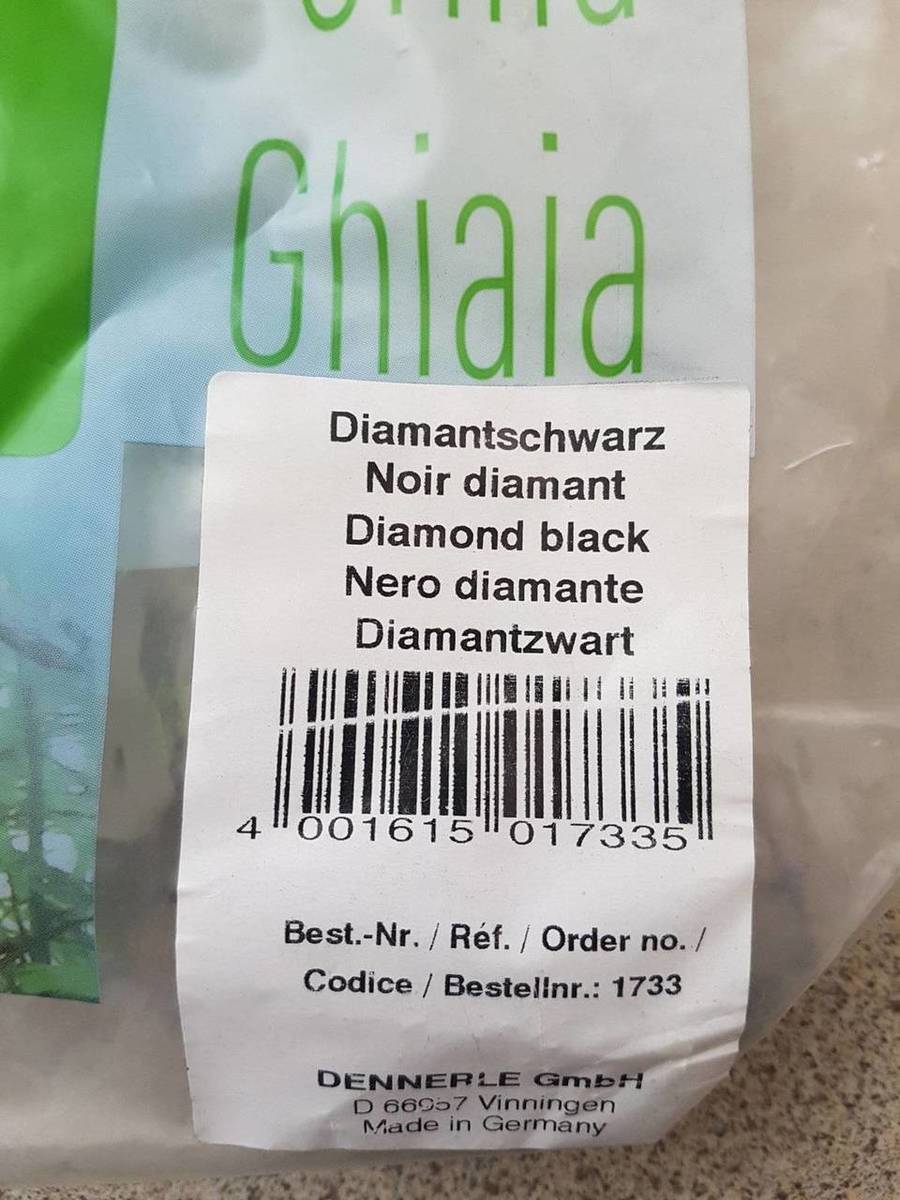 Ghiaia
Diamantschwarz
Noir diamant
Diamond black
Nero diamante
Diamantzwart
4 001615 017335
Best.-Nr. / Réf. / Order no. /
Codice / Bestellnr.: 1733
DENNERLE GmbH
D 66957 Vinningen
Made in Germany